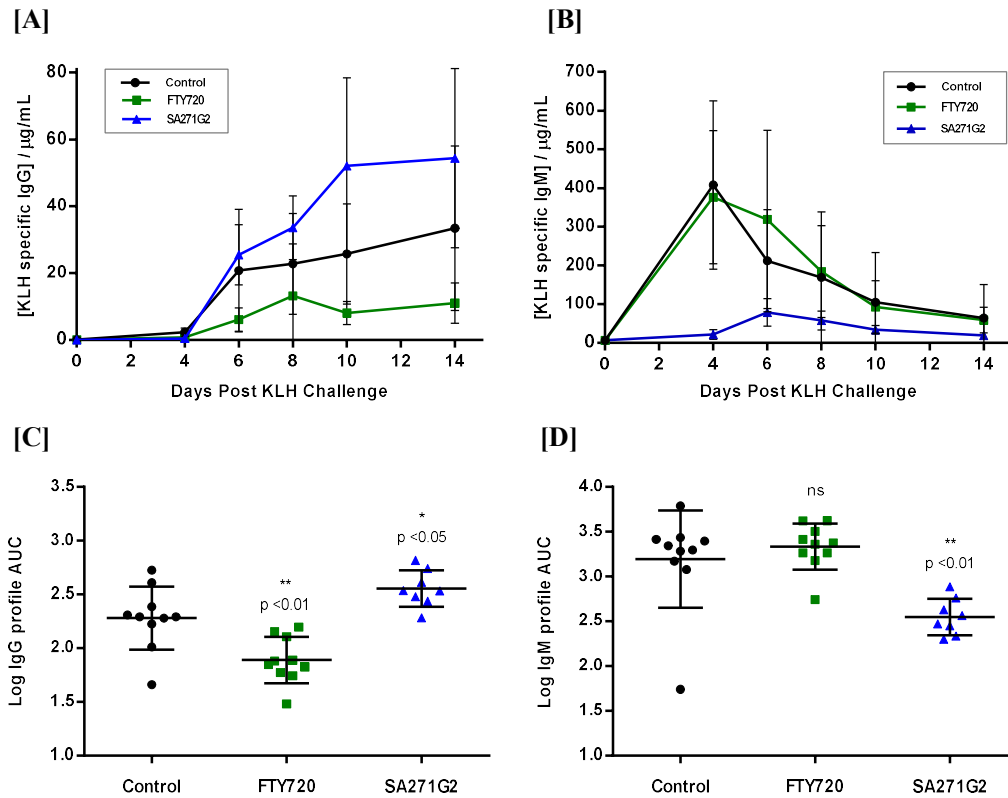 [A]
[KLH specific IgG] / µg/mL
80
60
40
20
0
Control
FTY720
SA271G2
0 2 4 6 8 10 12 14
Days Post KLH Challenge
[B]
[KLH specific IgM] / µg/mL
700
600
500
400
300
200
100
0
Control
FTY720
SA271G2
0 2 4 6 8 10 12 14
Days Post KLH Challenge
[C]
Log IgG profile AUC
3.5
3.0
2.5
2.0
1.5
1.0
**
p <0.01
*
p <0.05
Control FTY720 SA271G2
[D]
Log IgM profile AUC
4.0
3.5
3.0
2.5
2.0
1.5
1.0
ns
**
p <0.01
Control FTY720 SA271G2